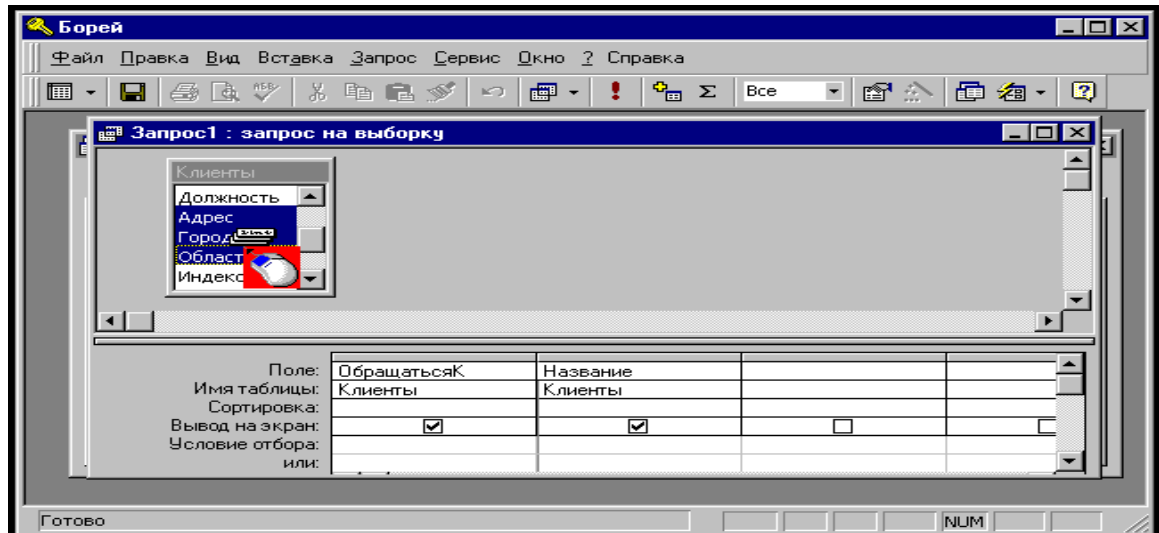 Борей
Файл Правка Вид Вставка Запрос Сервис Окно ? Справка
Все
Запрос1 : запрос на выборку
Клиенты
Должность
Адрес
Город
Област
Индекс
Поле: ОбращатьсяК Название
Имя таблицы: Клиенты Клиенты
Сортировка:
Вывод на экран:
Условие отбора:
или:
Готово NUM